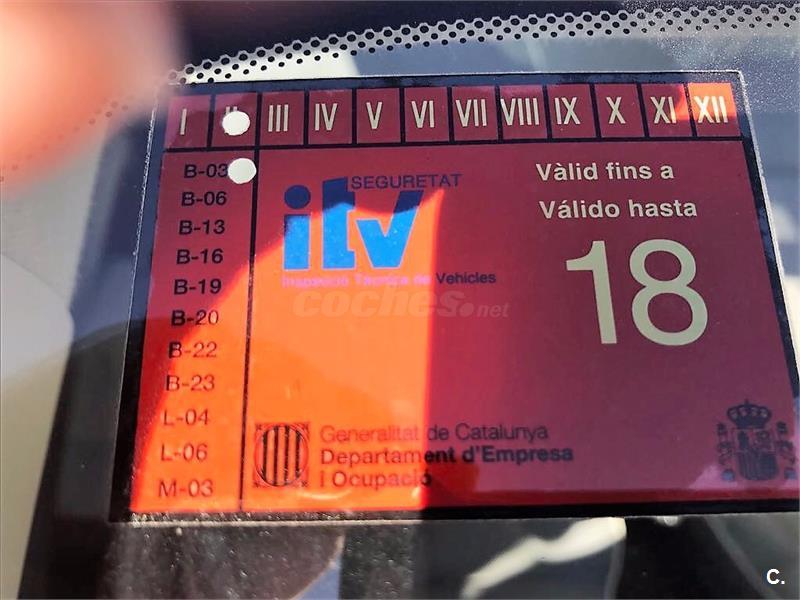 I II III IV V VI VII VIII IX X XI XII
B-03
B-06
B-13
B-16
B-19
B-20
B-22
B-23
L-04
L-06
M-03
SEGURETAT
itv
Inspecció Tècnica de Vehicles
Vàlid fins a
Válido hasta
18
coches.net
Generalitat de Catalunya
Departament d'Empresa
i Ocupació
C.